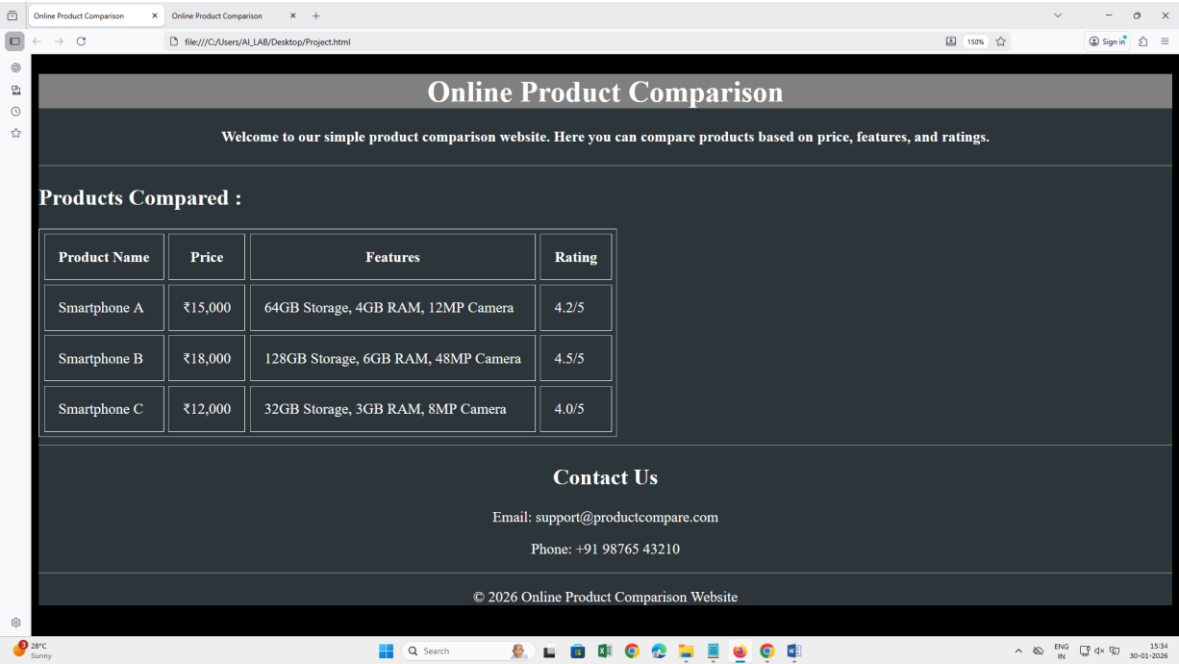 Online Product Comparison
Online Product Comparison
file:///C:/Users/AI_LAB/Desktop/Project.html
150%
Sign in
Online Product Comparison
Welcome to our simple product comparison website. Here you can compare products based on price, features, and ratings.
Products Compared :
Product Name Price Features Rating
Smartphone A ₹15,000 64GB Storage, 4GB RAM, 12MP Camera 4.2/5
Smartphone B ₹18,000 128GB Storage, 6GB RAM, 48MP Camera 4.5/5
Smartphone C ₹12,000 32GB Storage, 3GB RAM, 8MP Camera 4.0/5
Contact Us
Email: support@productcompare.com
Phone: +91 98765 43210
© 2026 Online Product Comparison Website
3
28°C
Sunny
Search
ENG
IN
15:34
30-01-2026